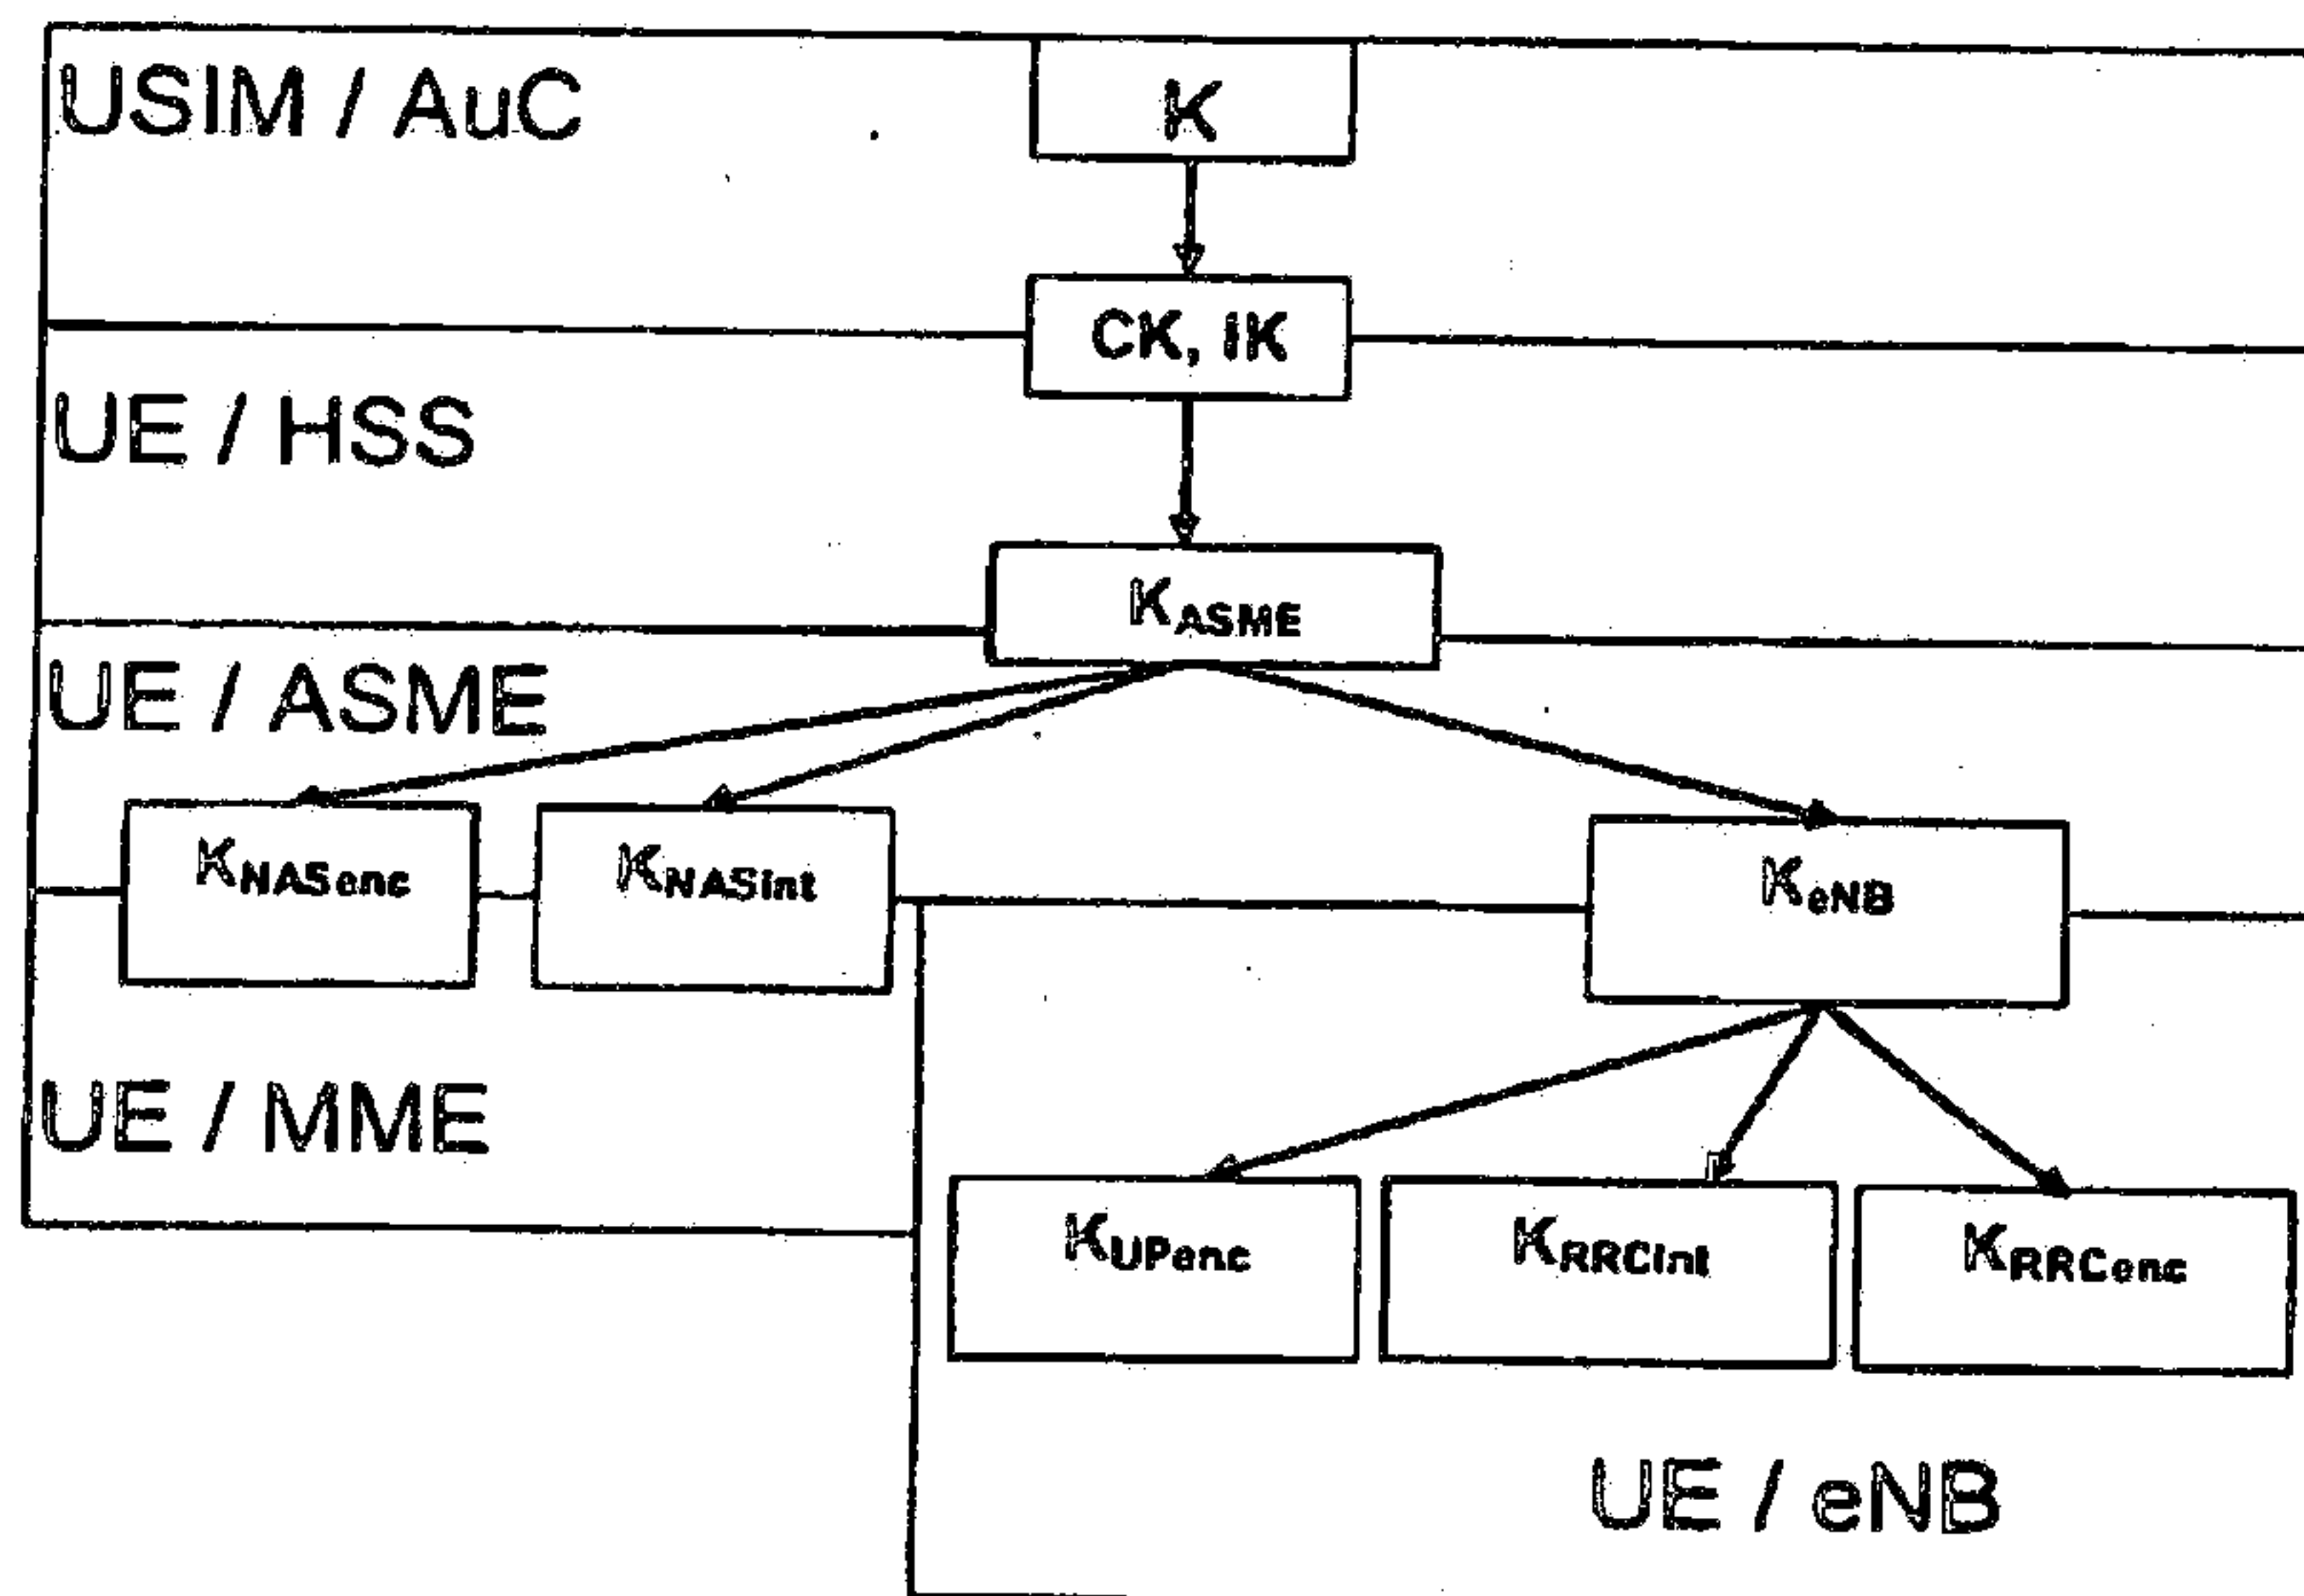 USIM / AuC
K
CK, IK
UE / HSS
K_ASME
UE / ASME
K_NASenc
K_NASint
K_eNB
UE / MME
K_UPenc
K_RRCint
K_RRCenc
UE / eNB